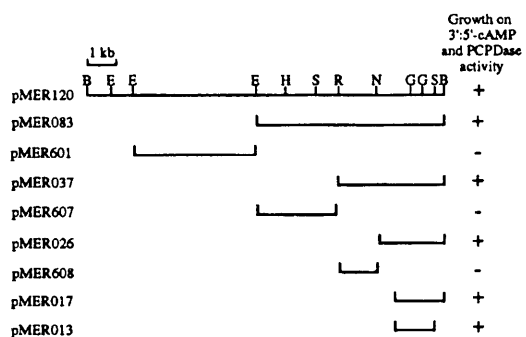 Growth on
3':5'-cAMP
and PCPDase
activity
1 kb
B E E E H S R N G G S B
pMER120 +
pMER083 +
pMER601 -
pMER037 +
pMER607 -
pMER026 +
pMER608 -
pMER017 +
pMER013 +